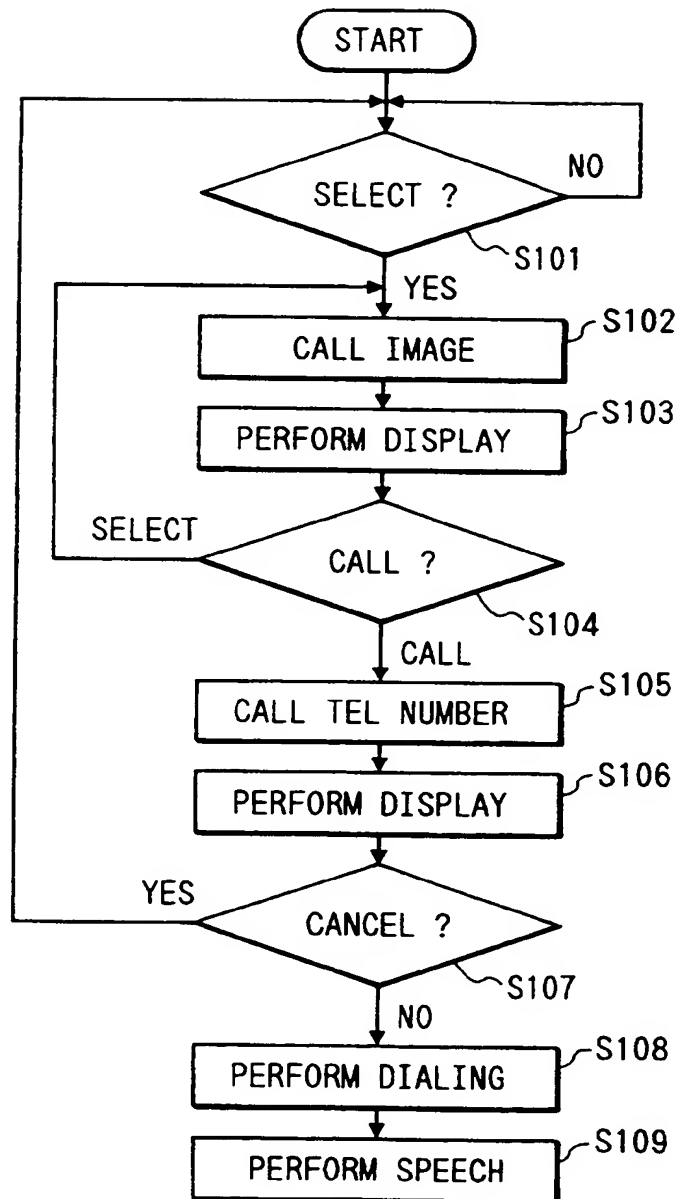 START
NO
SELECT ?
S101
YES
S102
CALL IMAGE
S103
PERFORM DISPLAY
SELECT
CALL ?
S104
CALL
S105
CALL TEL NUMBER
S106
PERFORM DISPLAY
YES
CANCEL ?
S107
NO
S108
PERFORM DIALING
S109
PERFORM SPEECH